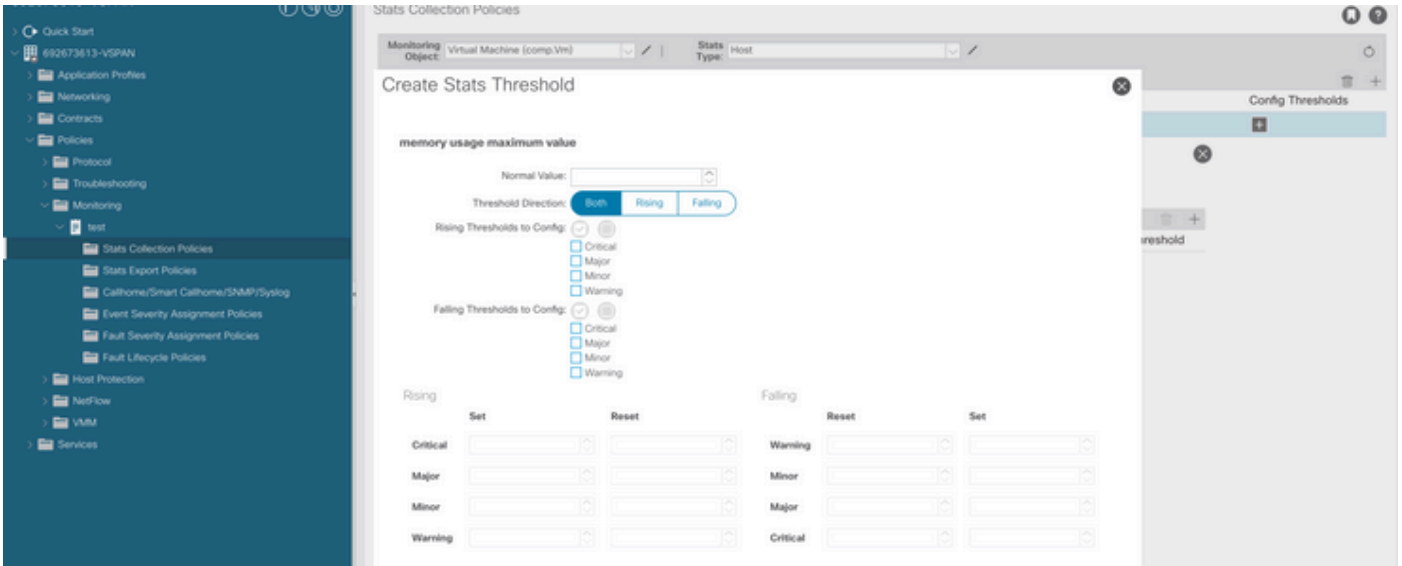 Quick Start
692673613-VSPAN
Application Profiles
Networking
Contracts
Policies
Protocol
Troubleshooting
Monitoring
test
Stats Collection Policies
Stats Export Policies
Callhome/Smart Callhome/SNMP/Syslog
Event Severity Assignment Policies
Fault Severity Assignment Policies
Fault Lifecycle Policies
Host Protection
NetFlow
VMM
Services
Stats Collection Policies
Monitoring Object: Virtual Machine (comp.Vm) Stats Type: Host
Config Thresholds
Create Stats Threshold
memory usage maximum value
Normal Value:
Threshold Direction: Both Rising Falling
Rising Thresholds to Config:
Critical
Major
Minor
Warning
Falling Thresholds to Config:
Critical
Major
Minor
Warning
Rising Falling
Set Reset Reset Set
Critical Warning
Major Minor
Minor Major
Warning Critical